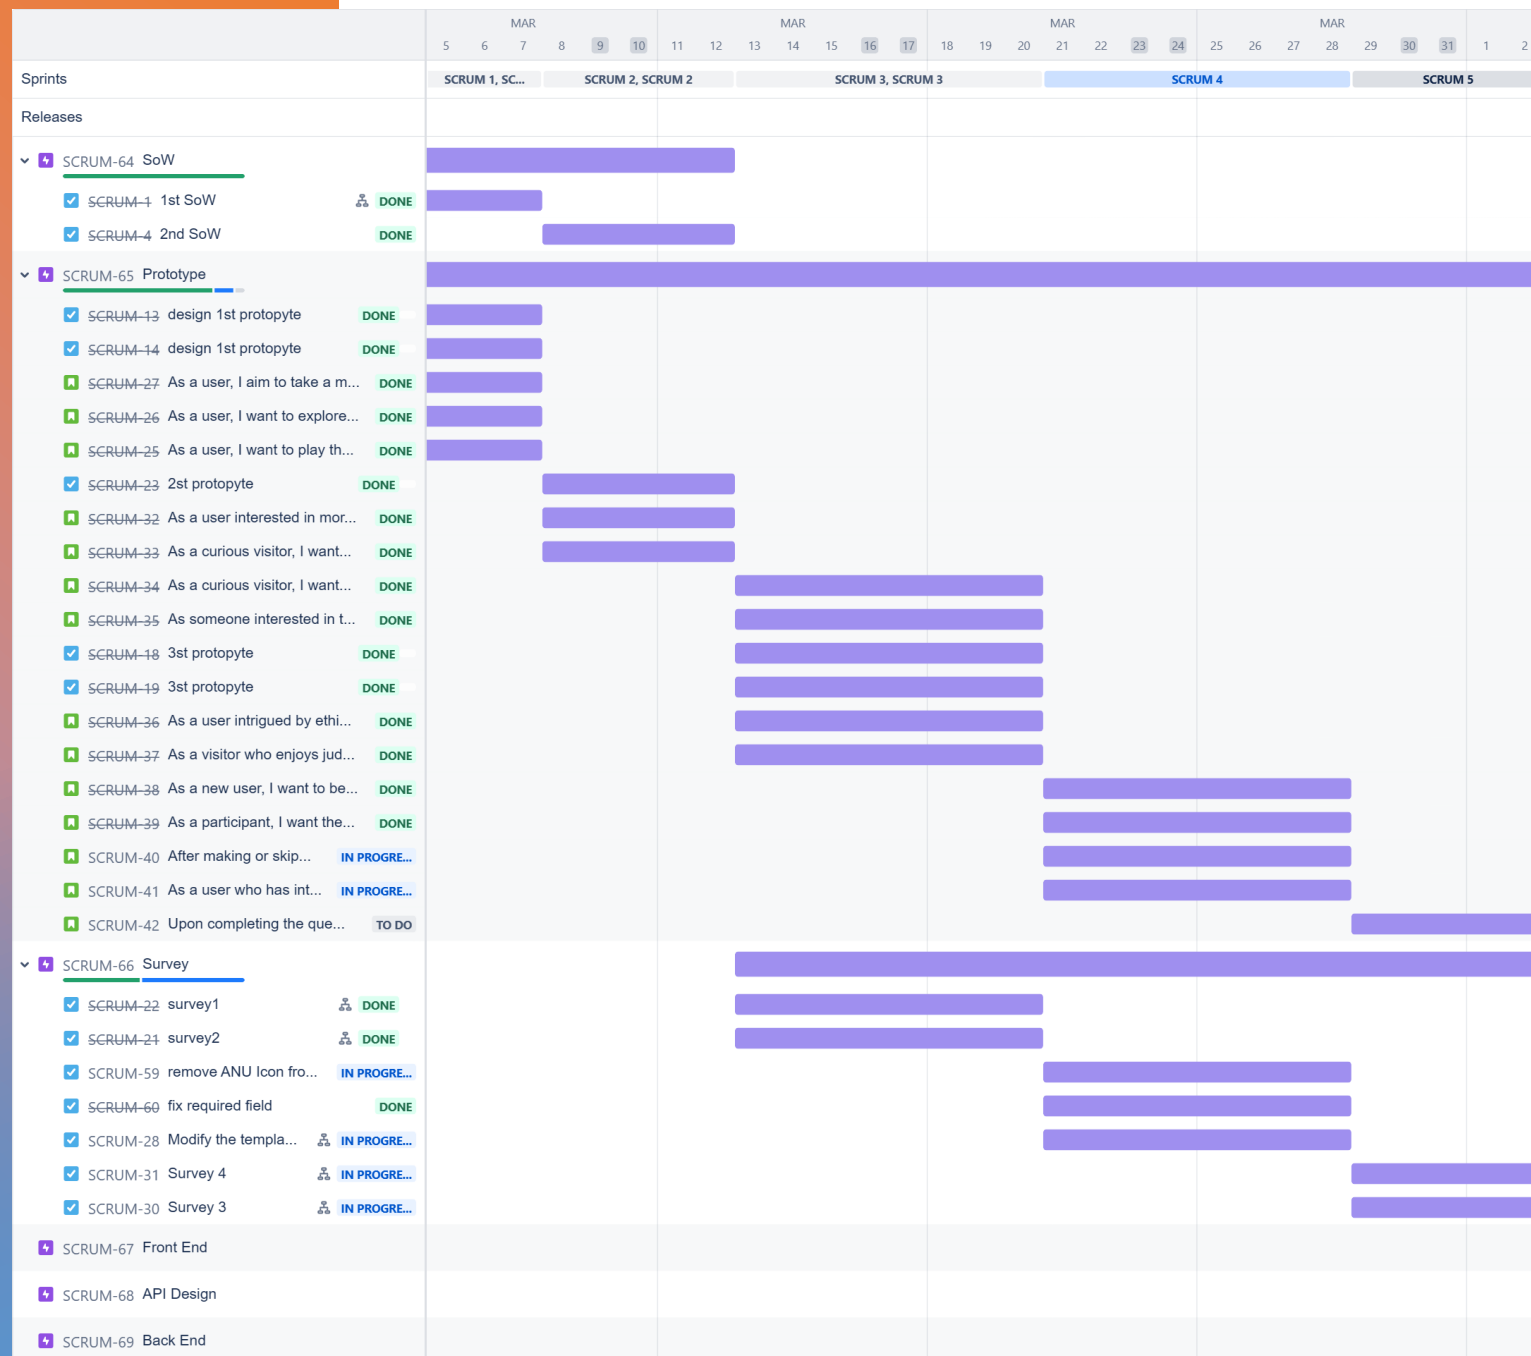 MAR MAR MAR MAR
5 6 7 8 9 10 11 12 13 14 15 16 17 18 19 20 21 22 23 24 25 26 27 28 29 30 31 1 2
Sprints SCRUM 1, SC... SCRUM 2, SCRUM 2 SCRUM 3, SCRUM 3 SCRUM 4 SCRUM 5
Releases
SCRUM-64 SoW
SCRUM-1 1st SoW DONE
SCRUM-4 2nd SoW DONE
SCRUM-65 Prototype
SCRUM-13 design 1st protopyte DONE
SCRUM-14 design 1st protopyte DONE
SCRUM-27 As a user, I aim to take a m... DONE
SCRUM-26 As a user, I want to explore... DONE
SCRUM-25 As a user, I want to play th... DONE
SCRUM-23 2st protopyte DONE
SCRUM-32 As a user interested in mor... DONE
SCRUM-33 As a curious visitor, I want... DONE
SCRUM-34 As a curious visitor, I want... DONE
SCRUM-35 As someone interested in t... DONE
SCRUM-18 3st protopyte DONE
SCRUM-19 3st protopyte DONE
SCRUM-36 As a user intrigued by ethi... DONE
SCRUM-37 As a visitor who enjoys jud... DONE
SCRUM-38 As a new user, I want to be... DONE
SCRUM-39 As a participant, I want the... DONE
SCRUM-40 After making or skip... IN PROGRE...
SCRUM-41 As a user who has int... IN PROGRE...
SCRUM-42 Upon completing the que... TO DO
SCRUM-66 Survey
SCRUM-22 survey1 DONE
SCRUM-21 survey2 DONE
SCRUM-59 remove ANU Icon fro... IN PROGRE...
SCRUM-60 fix required field DONE
SCRUM-28 Modify the templa... IN PROGRE...
SCRUM-31 Survey 4 IN PROGRE...
SCRUM-30 Survey 3 IN PROGRE...
SCRUM-67 Front End
SCRUM-68 API Design
SCRUM-69 Back End